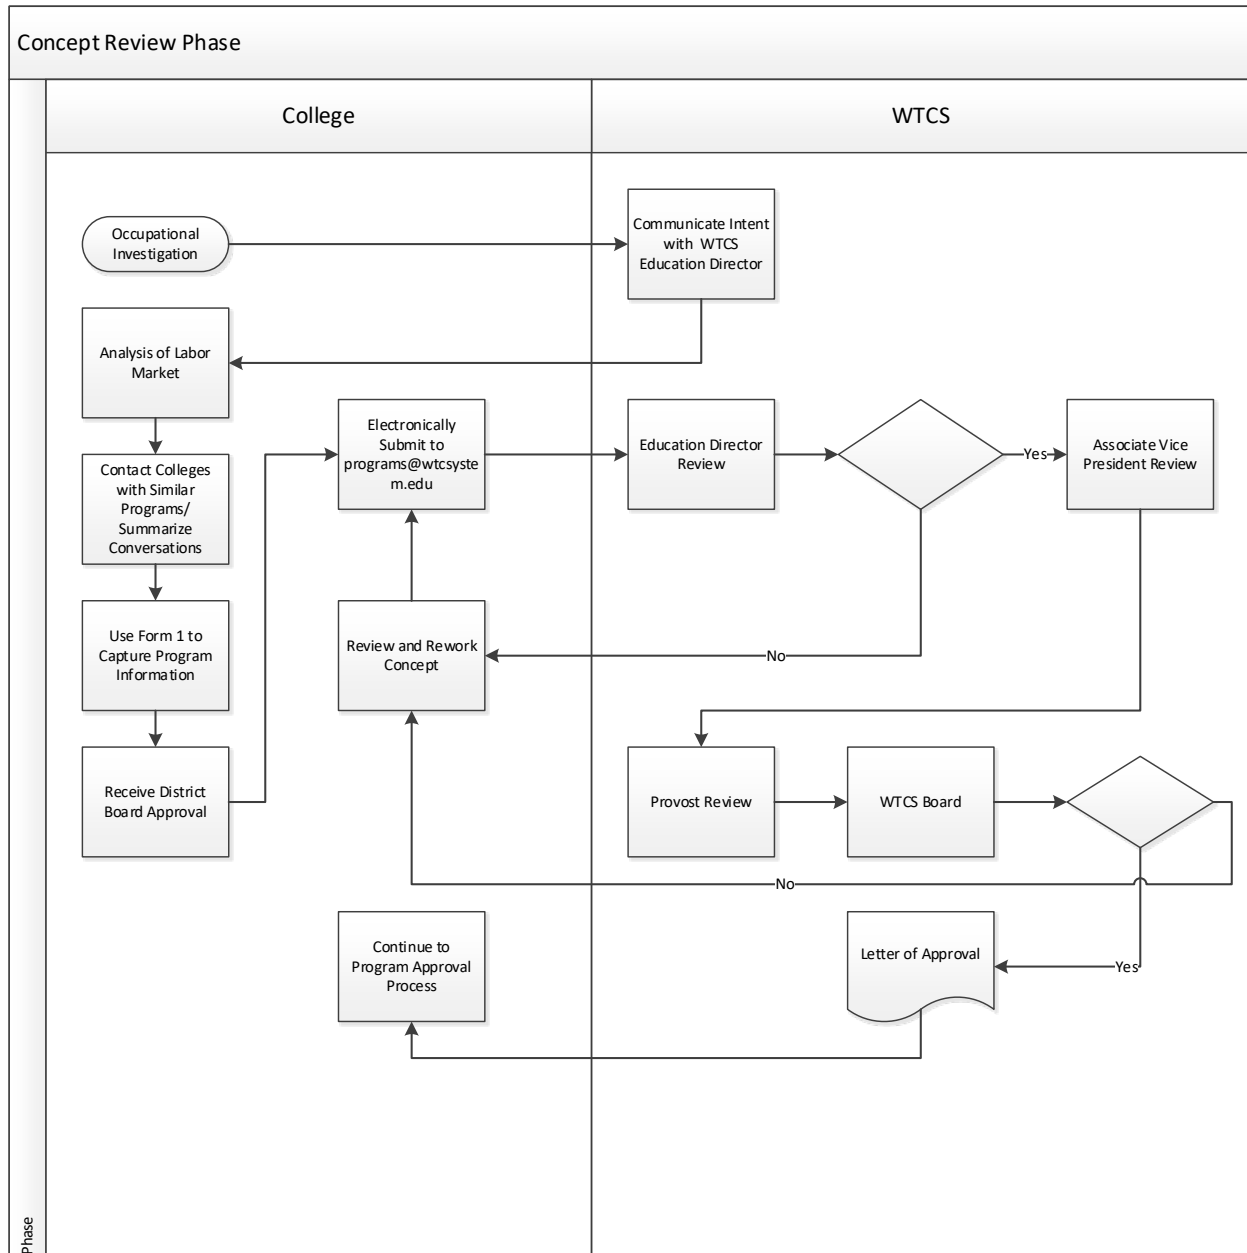 Concept Review Phase
College
WTCS
Occupational
Investigation
Communicate Intent
with WTCS
Education Director
Analysis of Labor
Market
Electronically
Submit to
programs@wtcsyste
m.edu
Education Director
Review
Yes
Associate Vice
President Review
Contact Colleges
with Similar
Programs/
Summarize
Conversations
Use Form 1 to
Capture Program
Information
Review and Rework
Concept
No
Receive District
Board Approval
Provost Review
WTCS Board
No
Continue to
Program Approval
Process
Letter of Approval
Yes
Phase